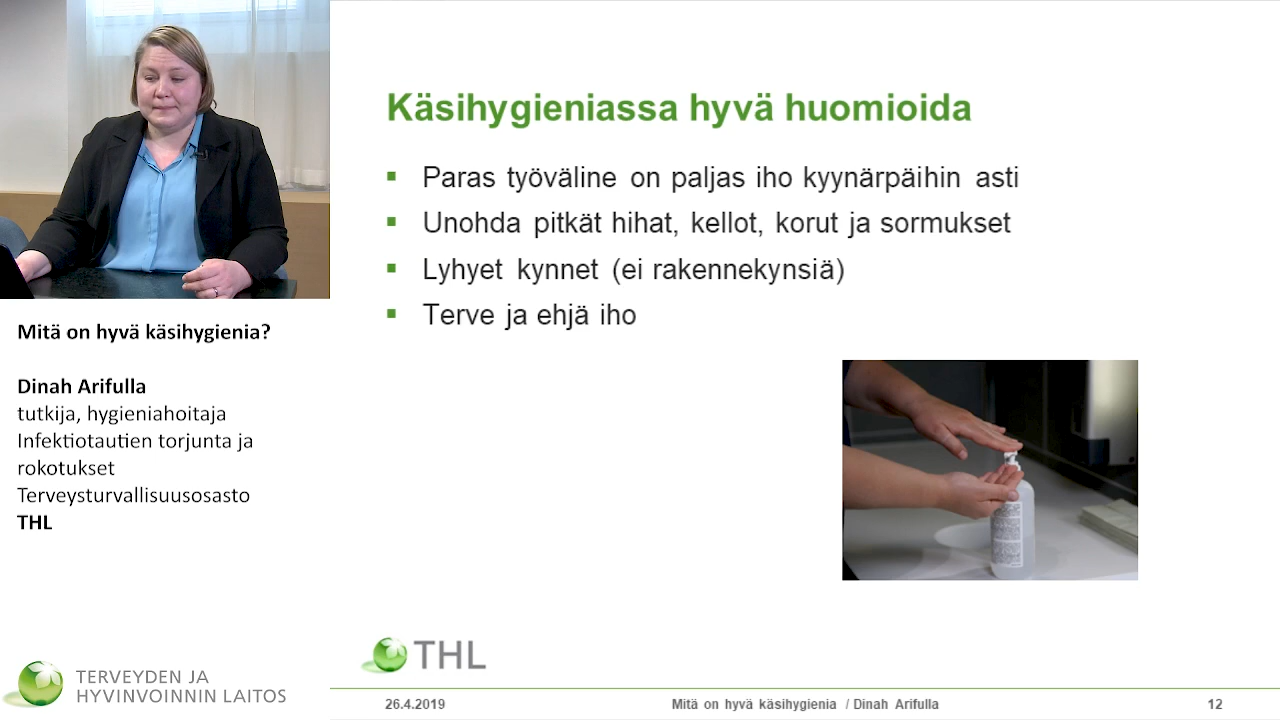 Käsihygieniassa hyvä huomioida
Paras työväline on paljas iho kyynärpäihin asti
Unohda pitkät hihat, kellot, korut ja sormukset
Lyhyet kynnet (ei rakennekynsiä)
Terve ja ehjä iho
Mitä on hyvä käsihygienia?
Dinah Arifulla
tutkija, hygieniahoitaja
Infektiotautien torjunta ja
rokotukset
Terveysturvallisuusosasto
THL
TERVEYDEN JA
HYVINVOINNIN LAITOS
THL
26.4.2019
Mitä on hyvä käsihygienia / Dinah Arifulla
12